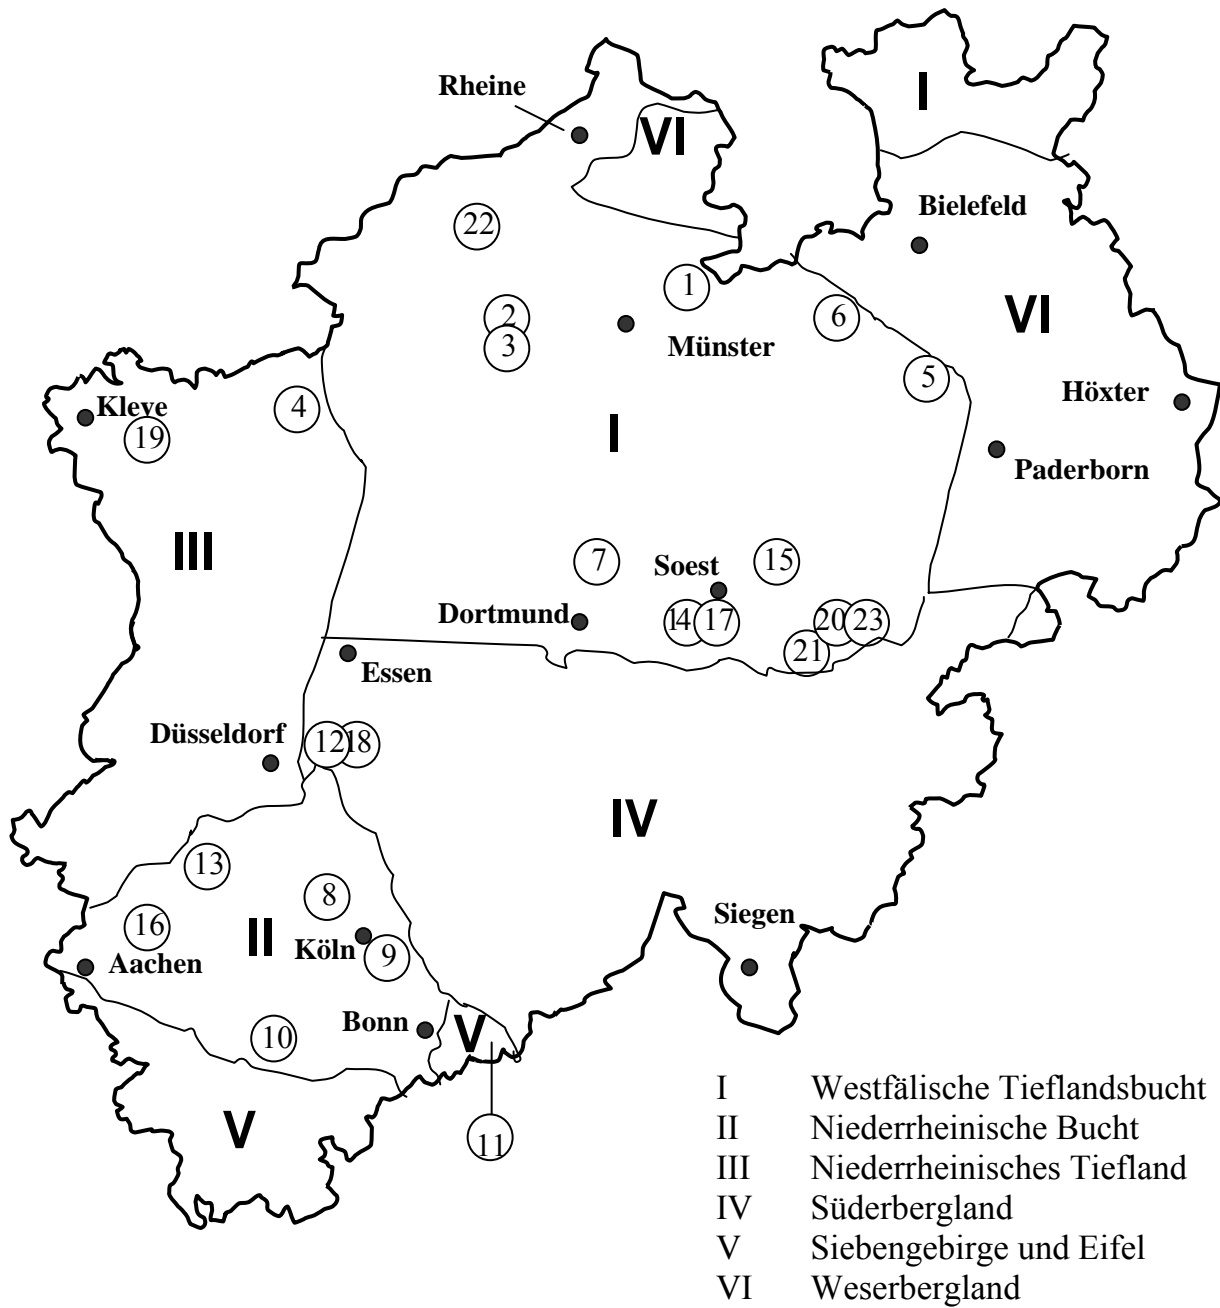 I
Rheine
VI
Bielefeld
22
1
2
6
VI
3
Münster
5
Kleve
4
Höxter
19
I
Paderborn
III
7
Soest
15
Dortmund
14
17
20
23
21
Essen
Düsseldorf
12
18
IV
13
8
Siegen
16
II
Köln
9
Aachen
Bonn
V
10
11
V
I Westfälische Tieflandsbucht
II Niederrheinische Bucht
III Niederrheinisches Tiefland
IV Süderbergland
V Siebengebirge und Eifel
VI Weserbergland